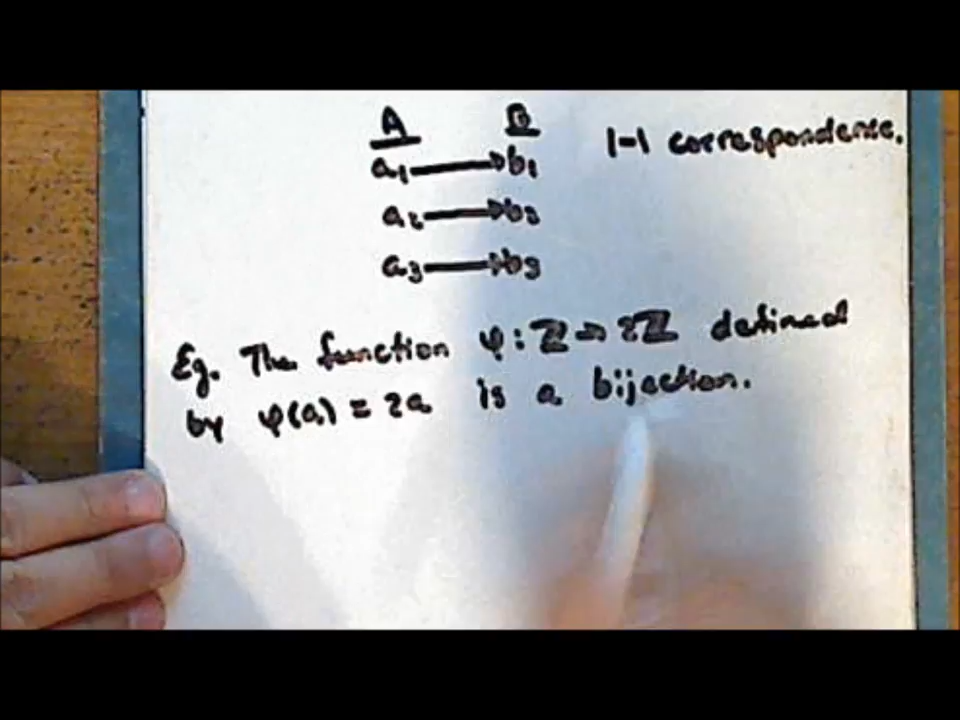 A B
a₁ → b₁ 1-1 correspondence.
a₂ → b₂
a₃ → b₃
Eg. The function φ : ℤ → 2ℤ defined
by φ(a) = 2a is a bijection.